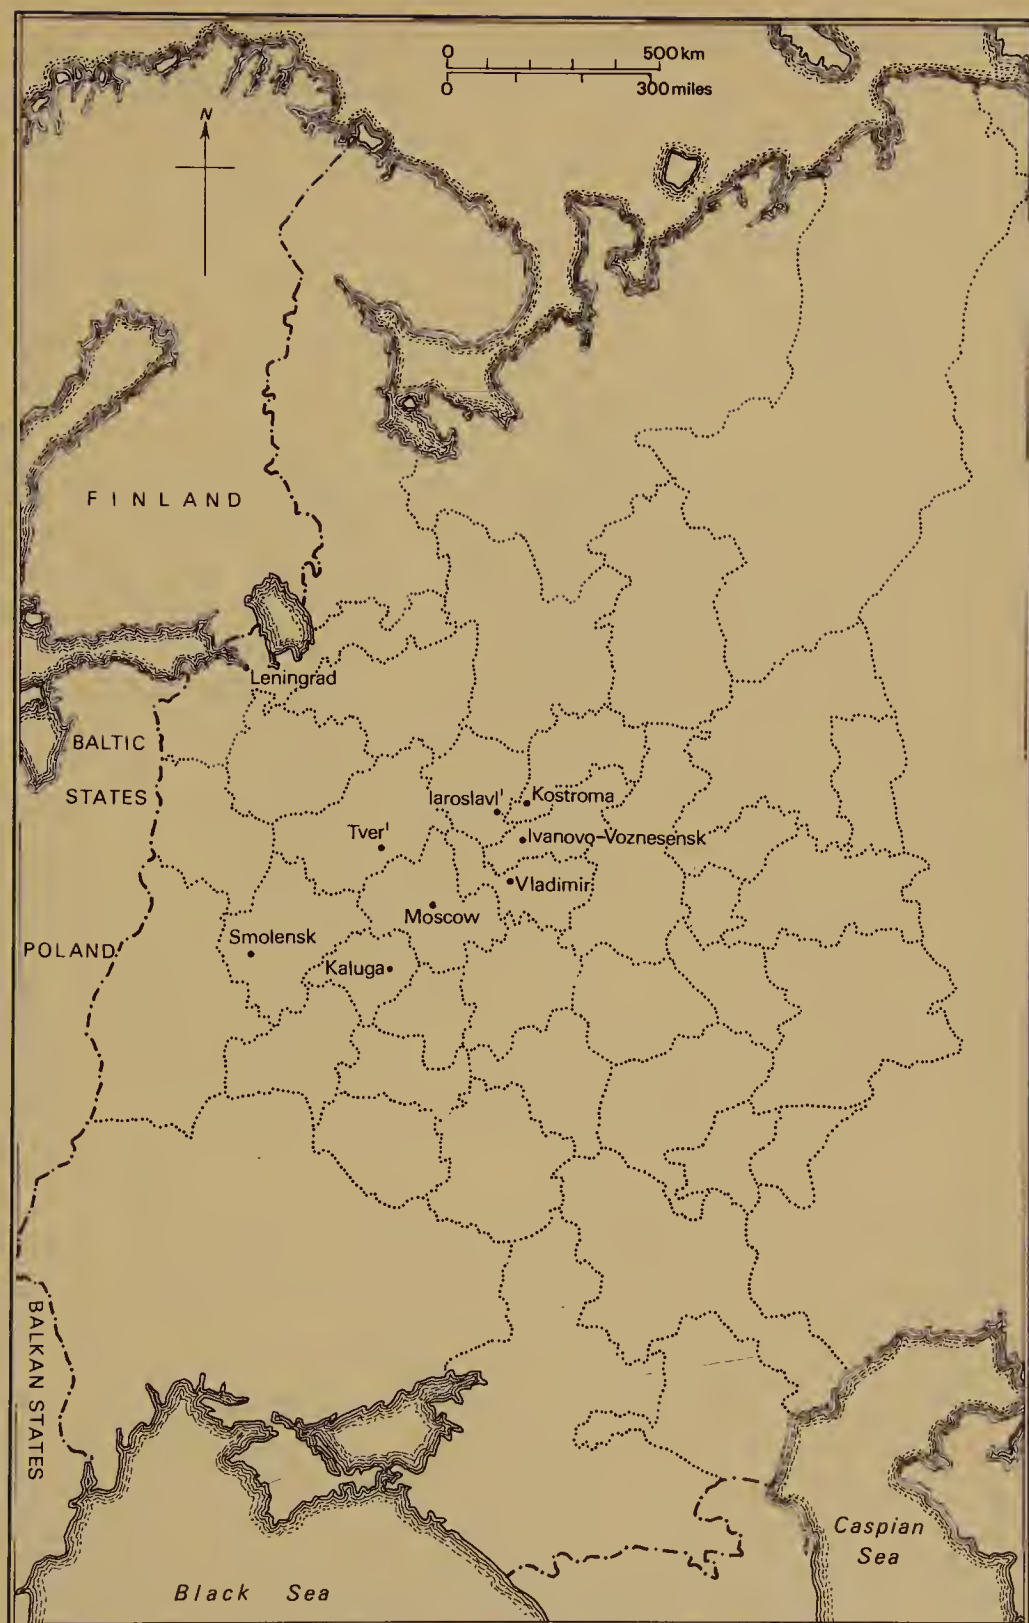 0 500 km
0 300 miles
N
FINLAND
Leningrad
BALTIC
STATES
Iaroslavl'
Kostroma
Tver'
Ivanovo-Voznesensk
Vladimir
Moscow
Smolensk
POLAND
Kaluga
BALKAN STATES
Caspian
Sea
Black Sea